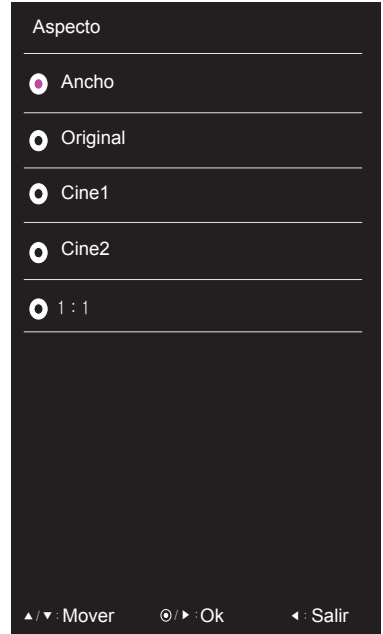 Aspecto
Ancho
Original
Cine1
Cine2
1 : 1
▲/▼ : Mover ⊙/► : Ok ◄ : Salir